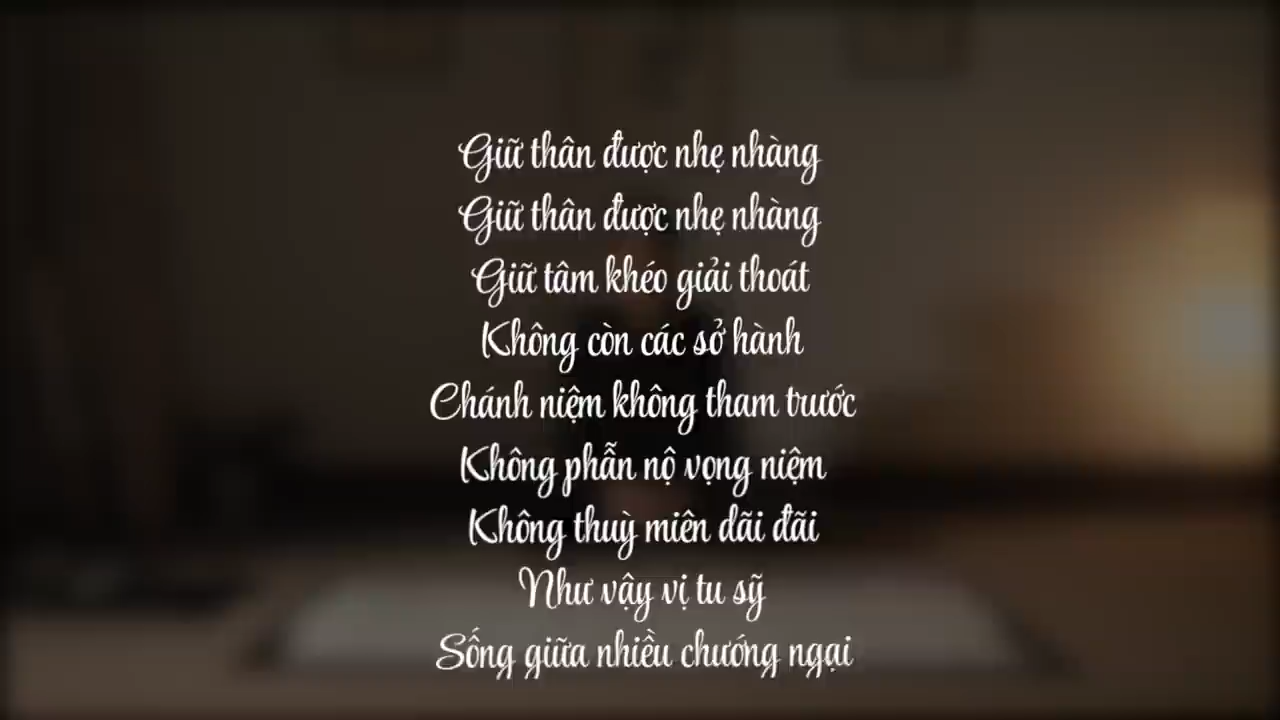 Giữ thân được nhẹ nhàng
Giữ thân được nhẹ nhàng
Giữ tâm khéo giải thoát
Không còn các sở hành
Chánh niệm không tham trước
Không phẫn nộ vọng niệm
Không thuỳ miên dãi đãi
Như vậy vị tu sỹ
Sống giữa nhiều chướng ngại